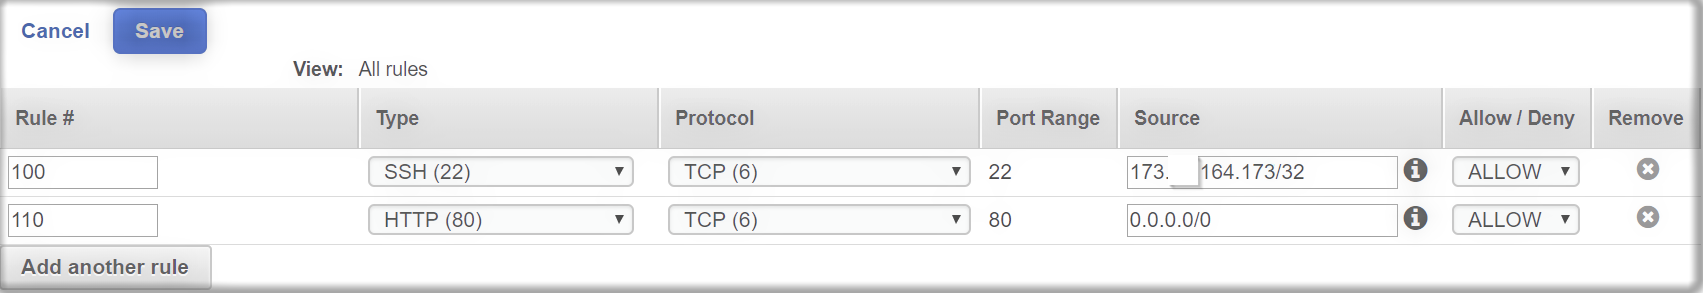 Cancel Save
View: All rules
Rule # Type Protocol Port Range Source Allow / Deny Remove
100 SSH (22) TCP (6) 22 173. 164.173/32 ALLOW
110 HTTP (80) TCP (6) 80 0.0.0.0/0 ALLOW
Add another rule